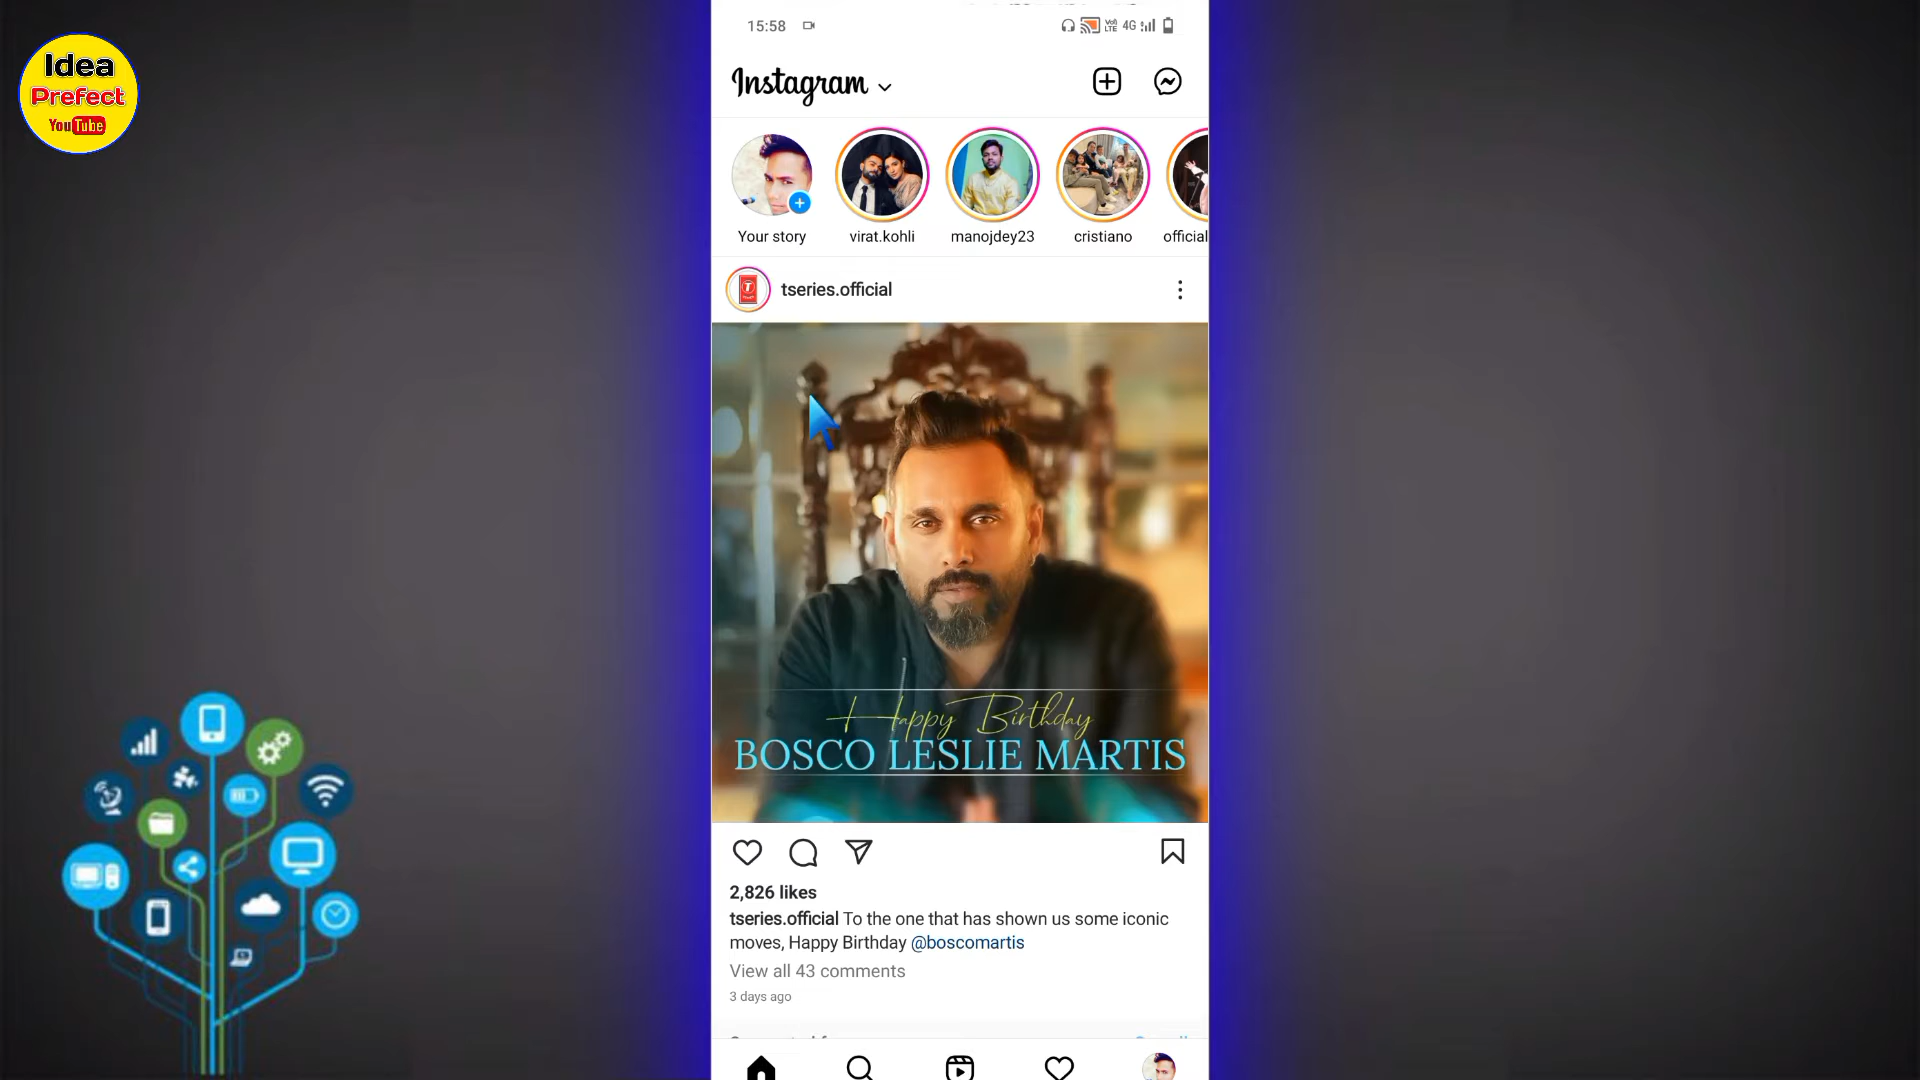 Idea
Prefect
YouTube
15:58
Vo)
LTE
4G
Instagram
Your story
virat.kohli
manojdey23
cristiano
official
tseries.official
Happy Birthday
BOSCO LESLIE MARTIS
2,826 likes
tseries.official To the one that has shown us some iconic
moves, Happy Birthday @boscomartis
View all 43 comments
3 days ago